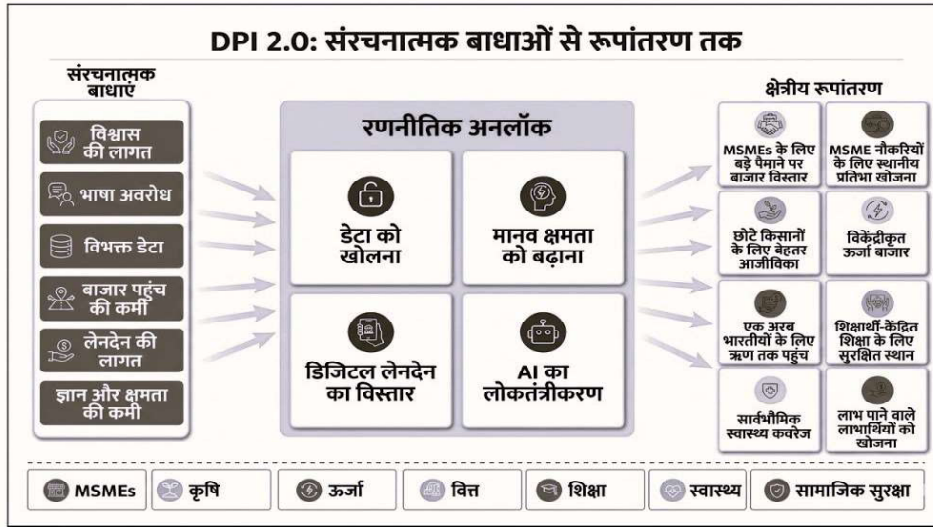 DPI 2.0: संरचनात्मक बाधाओं से रूपांतरण तक
संरचनात्मक
बाधाएं
विश्वास
की लागत
भाषा अवरोध
विभक्त डेटा
बाजार पहुंच
की कमी
लेनदेन की
लागत
ज्ञान और क्षमता
की कमी
रणनीतिक अनलॉक
डेटा को
खोलना
मानव क्षमता
को बढ़ाना
डिजिटल लेनदेन
का विस्तार
AI का
लोकतंत्रीकरण
क्षेत्रीय रूपांतरण
MSMEs के लिए
बड़े पैमाने पर
बाजार विस्तार
MSME नौकरियों
के लिए स्थानीय
प्रतिभा खोजना
छोटे किसानों
के लिए बेहतर
आजीविका
विकेंद्रीकृत
ऊर्जा बाजार
एक अरब
भारतीयों के लिए
ऋण तक पहुंच
शिक्षार्थी-केंद्रित
शिक्षा के लिए
सुरक्षित स्थान
सार्वभौमिक
स्वास्थ्य कवरेज
लाभ पाने वाले
लाभार्थियों को
खोजना
MSMEs
कृषि
ऊर्जा
वित्त
शिक्षा
स्वास्थ्य
सामाजिक सुरक्षा